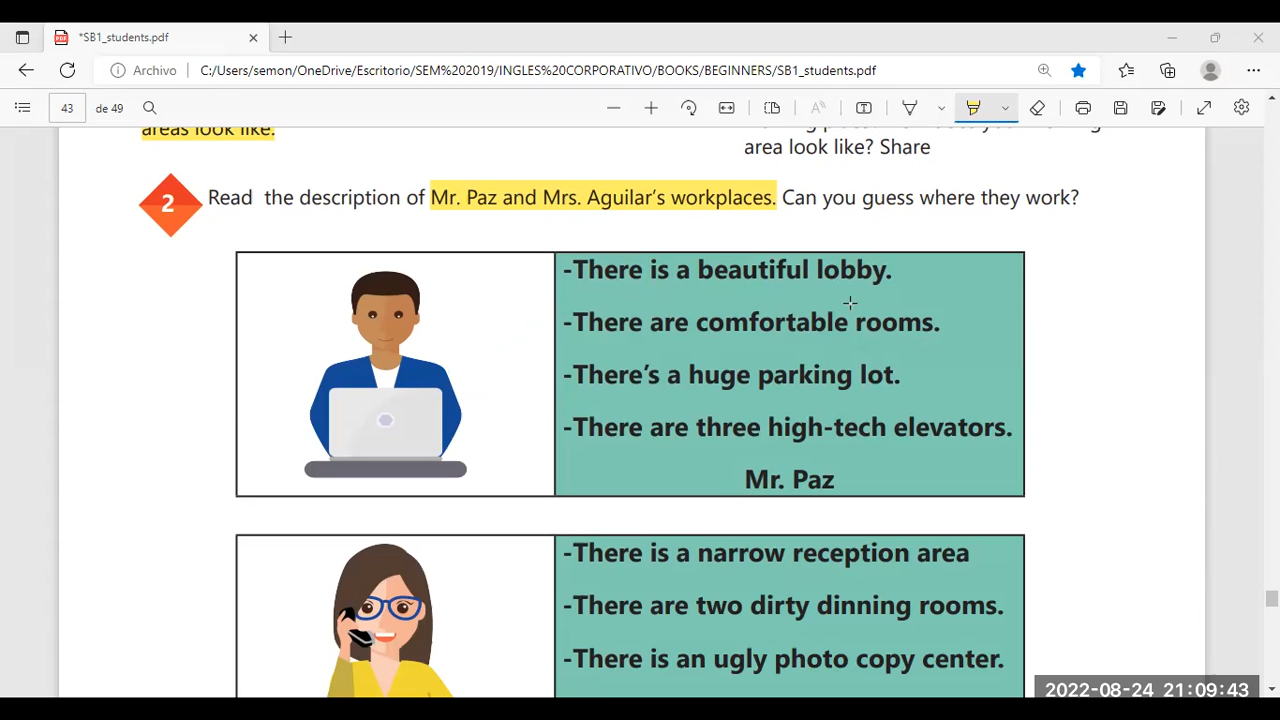 *SB1_students.pdf
Archivo
C:/Users/semon/OneDrive/Escritorio/SEM%202019/INGLES%20CORPORATIVO/BOOKS/BEGINNERS/SB1_students.pdf
43 de 49
areas look like.
area look like? Share
2
Read the description of Mr. Paz and Mrs. Aguilar's workplaces. Can you guess where they work?
-There is a beautiful lobby.
-There are comfortable rooms.
-There's a huge parking lot.
-There are three high-tech elevators.
Mr. Paz
-There is a narrow reception area
-There are two dirty dinning rooms.
-There is an ugly photo copy center.
2022-08-24 21:09:43